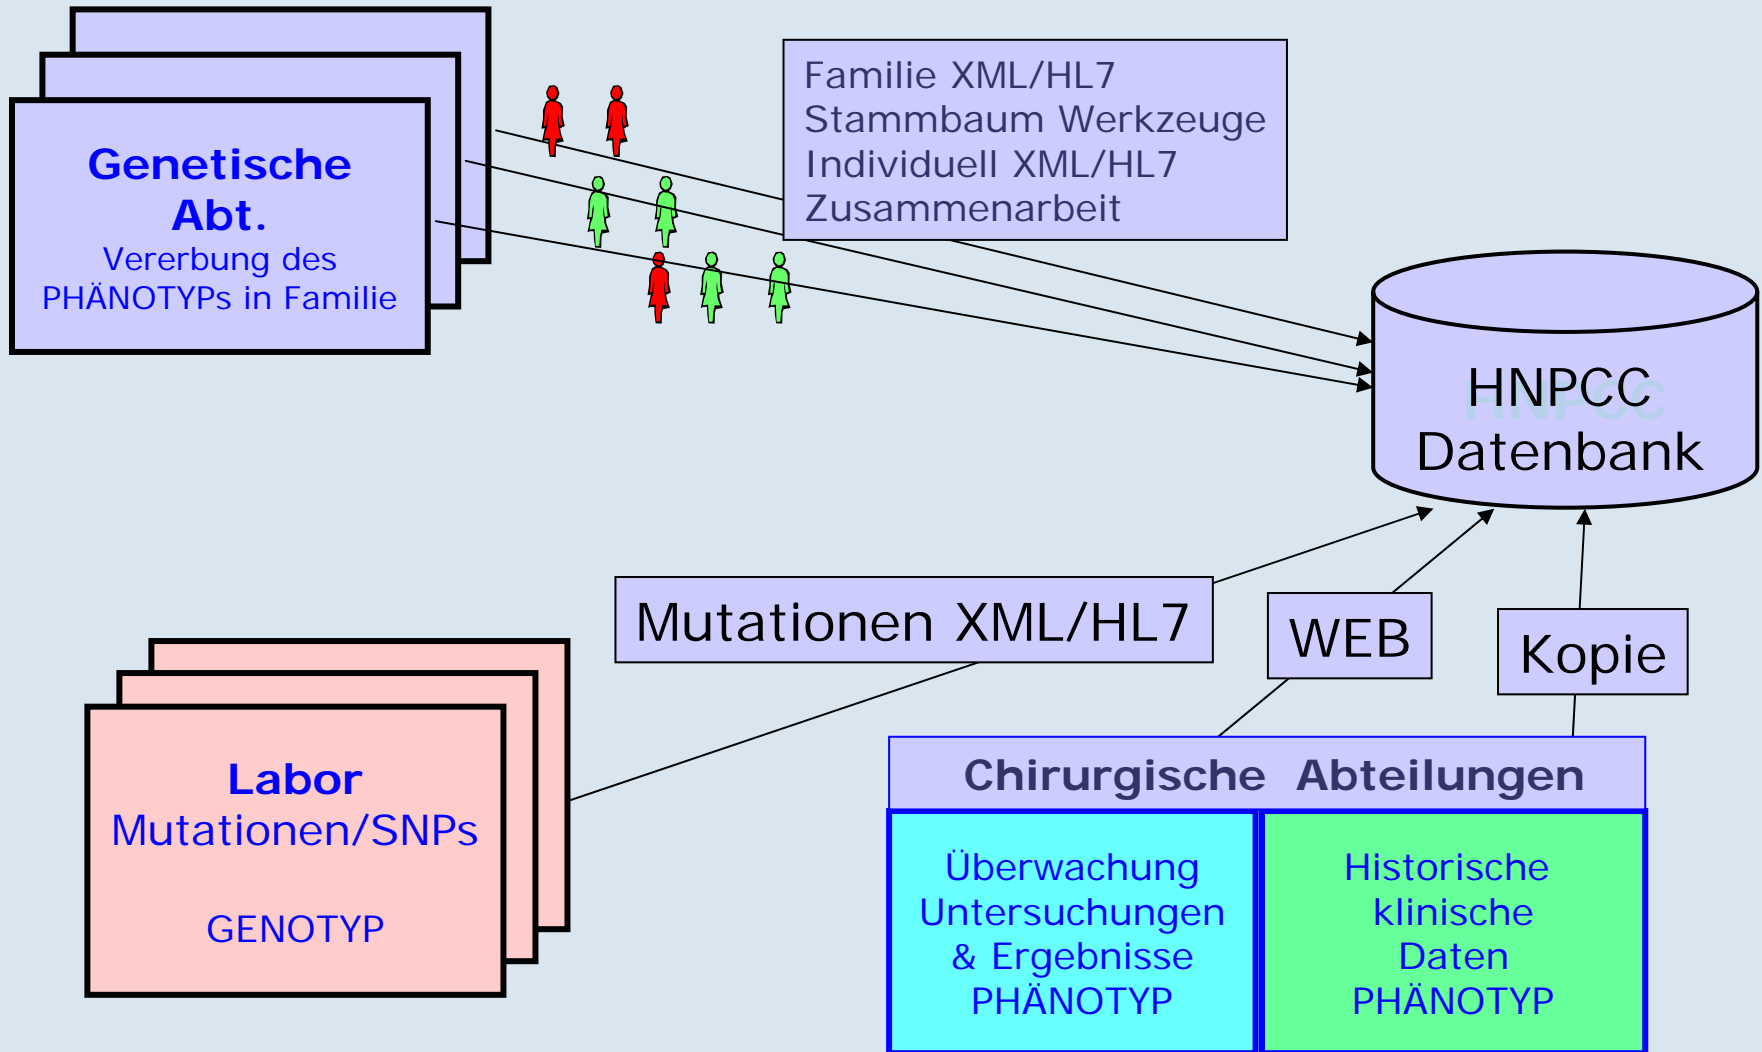 Genetische
Abt.
Vererbung des
PHÄNOTYPs in Familie
Familie XML/HL7
Stammbaum Werkzeuge
Individuell XML/HL7
Zusammenarbeit
HNPCC
Datenbank
Mutationen XML/HL7
WEB
Kopie
Labor
Mutationen/SNPs
GENOTYP
Chirurgische Abteilungen
Überwachung
Untersuchungen
& Ergebnisse
PHÄNOTYP
Historische
klinische
Daten
PHÄNOTYP